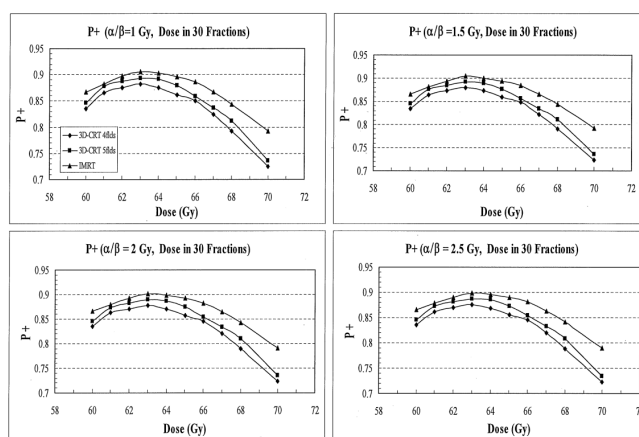 P+ (α/β=1 Gy, Dose in 30 Fractions)
P+
0.95
0.9
0.85
0.8
0.75
0.7
3D-CRT 4flds
3D-CRT 5flds
IMRT
58 60 62 64 66 68 70 72
Dose (Gy)
P+ (α/β =1.5 Gy, Dose in 30 Fractions)
P+
0.95
0.9
0.85
0.8
0.75
0.7
58 60 62 64 66 68 70 72
Dose (Gy)
P+ (α/β = 2 Gy, Dose in 30 Fractions)
P+
0.95
0.9
0.85
0.8
0.75
0.7
58 60 62 64 66 68 70 72
Dose (Gy)
P+ (α/β = 2.5 Gy, Dose in 30 Fractions)
P+
0.95
0.9
0.85
0.8
0.75
0.7
58 60 62 64 66 68 70 72
Dose (Gy)